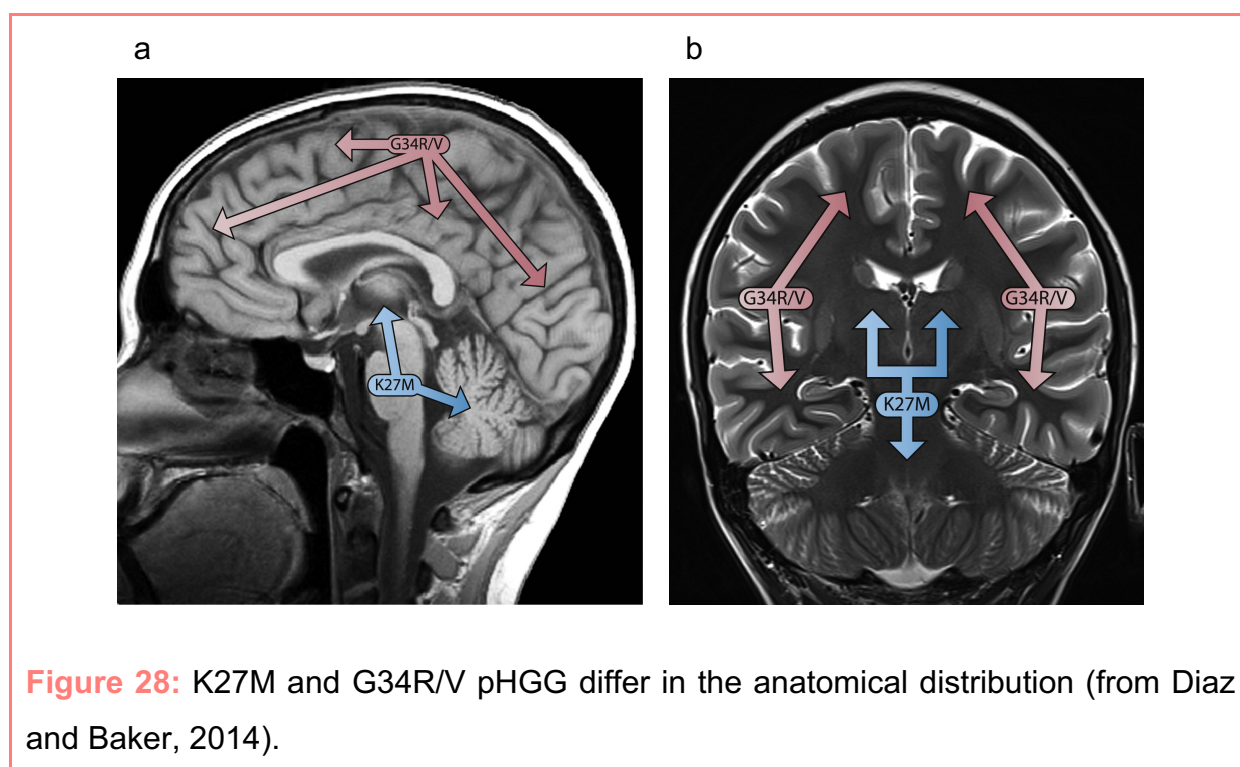 a
b
G34R/V
K27M
G34R/V
G34R/V
K27M
Figure 28: K27M and G34R/V pHGG differ in the anatomical distribution (from Diaz
and Baker, 2014).